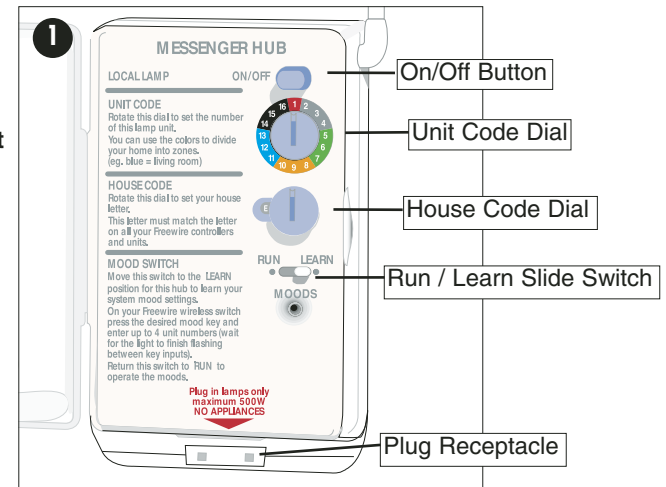 1
MESSENGER HUB
LOCAL LAMP
ON/OFF
UNIT CODE
Rotate this dial to set the number
of this lamp unit.
You can use the colors to divide
your home into zones.
(eg. blue = living room)
1 2 3 4 5 6 7 8 9 10 11 12 13 14 15 16
HOUSE CODE
Rotate this dial to set your house
letter.
This letter must match the letter
on all your Freewire controllers
and units.
E
MOOD SWITCH
Move this switch to the LEARN
position for this hub to learn your
system mood settings.
On your Freewire wireless switch
press the desired mood key and
enter up to 4 unit numbers (wait
for the light to finish flashing
between key inputs).
Return this switch to RUN to
operate the moods.
RUN LEARN
MOODS
Plug in lamps only
maximum 500W
NO APPLIANCES
On/Off Button
Unit Code Dial
House Code Dial
Run / Learn Slide Switch
Plug Receptacle
t